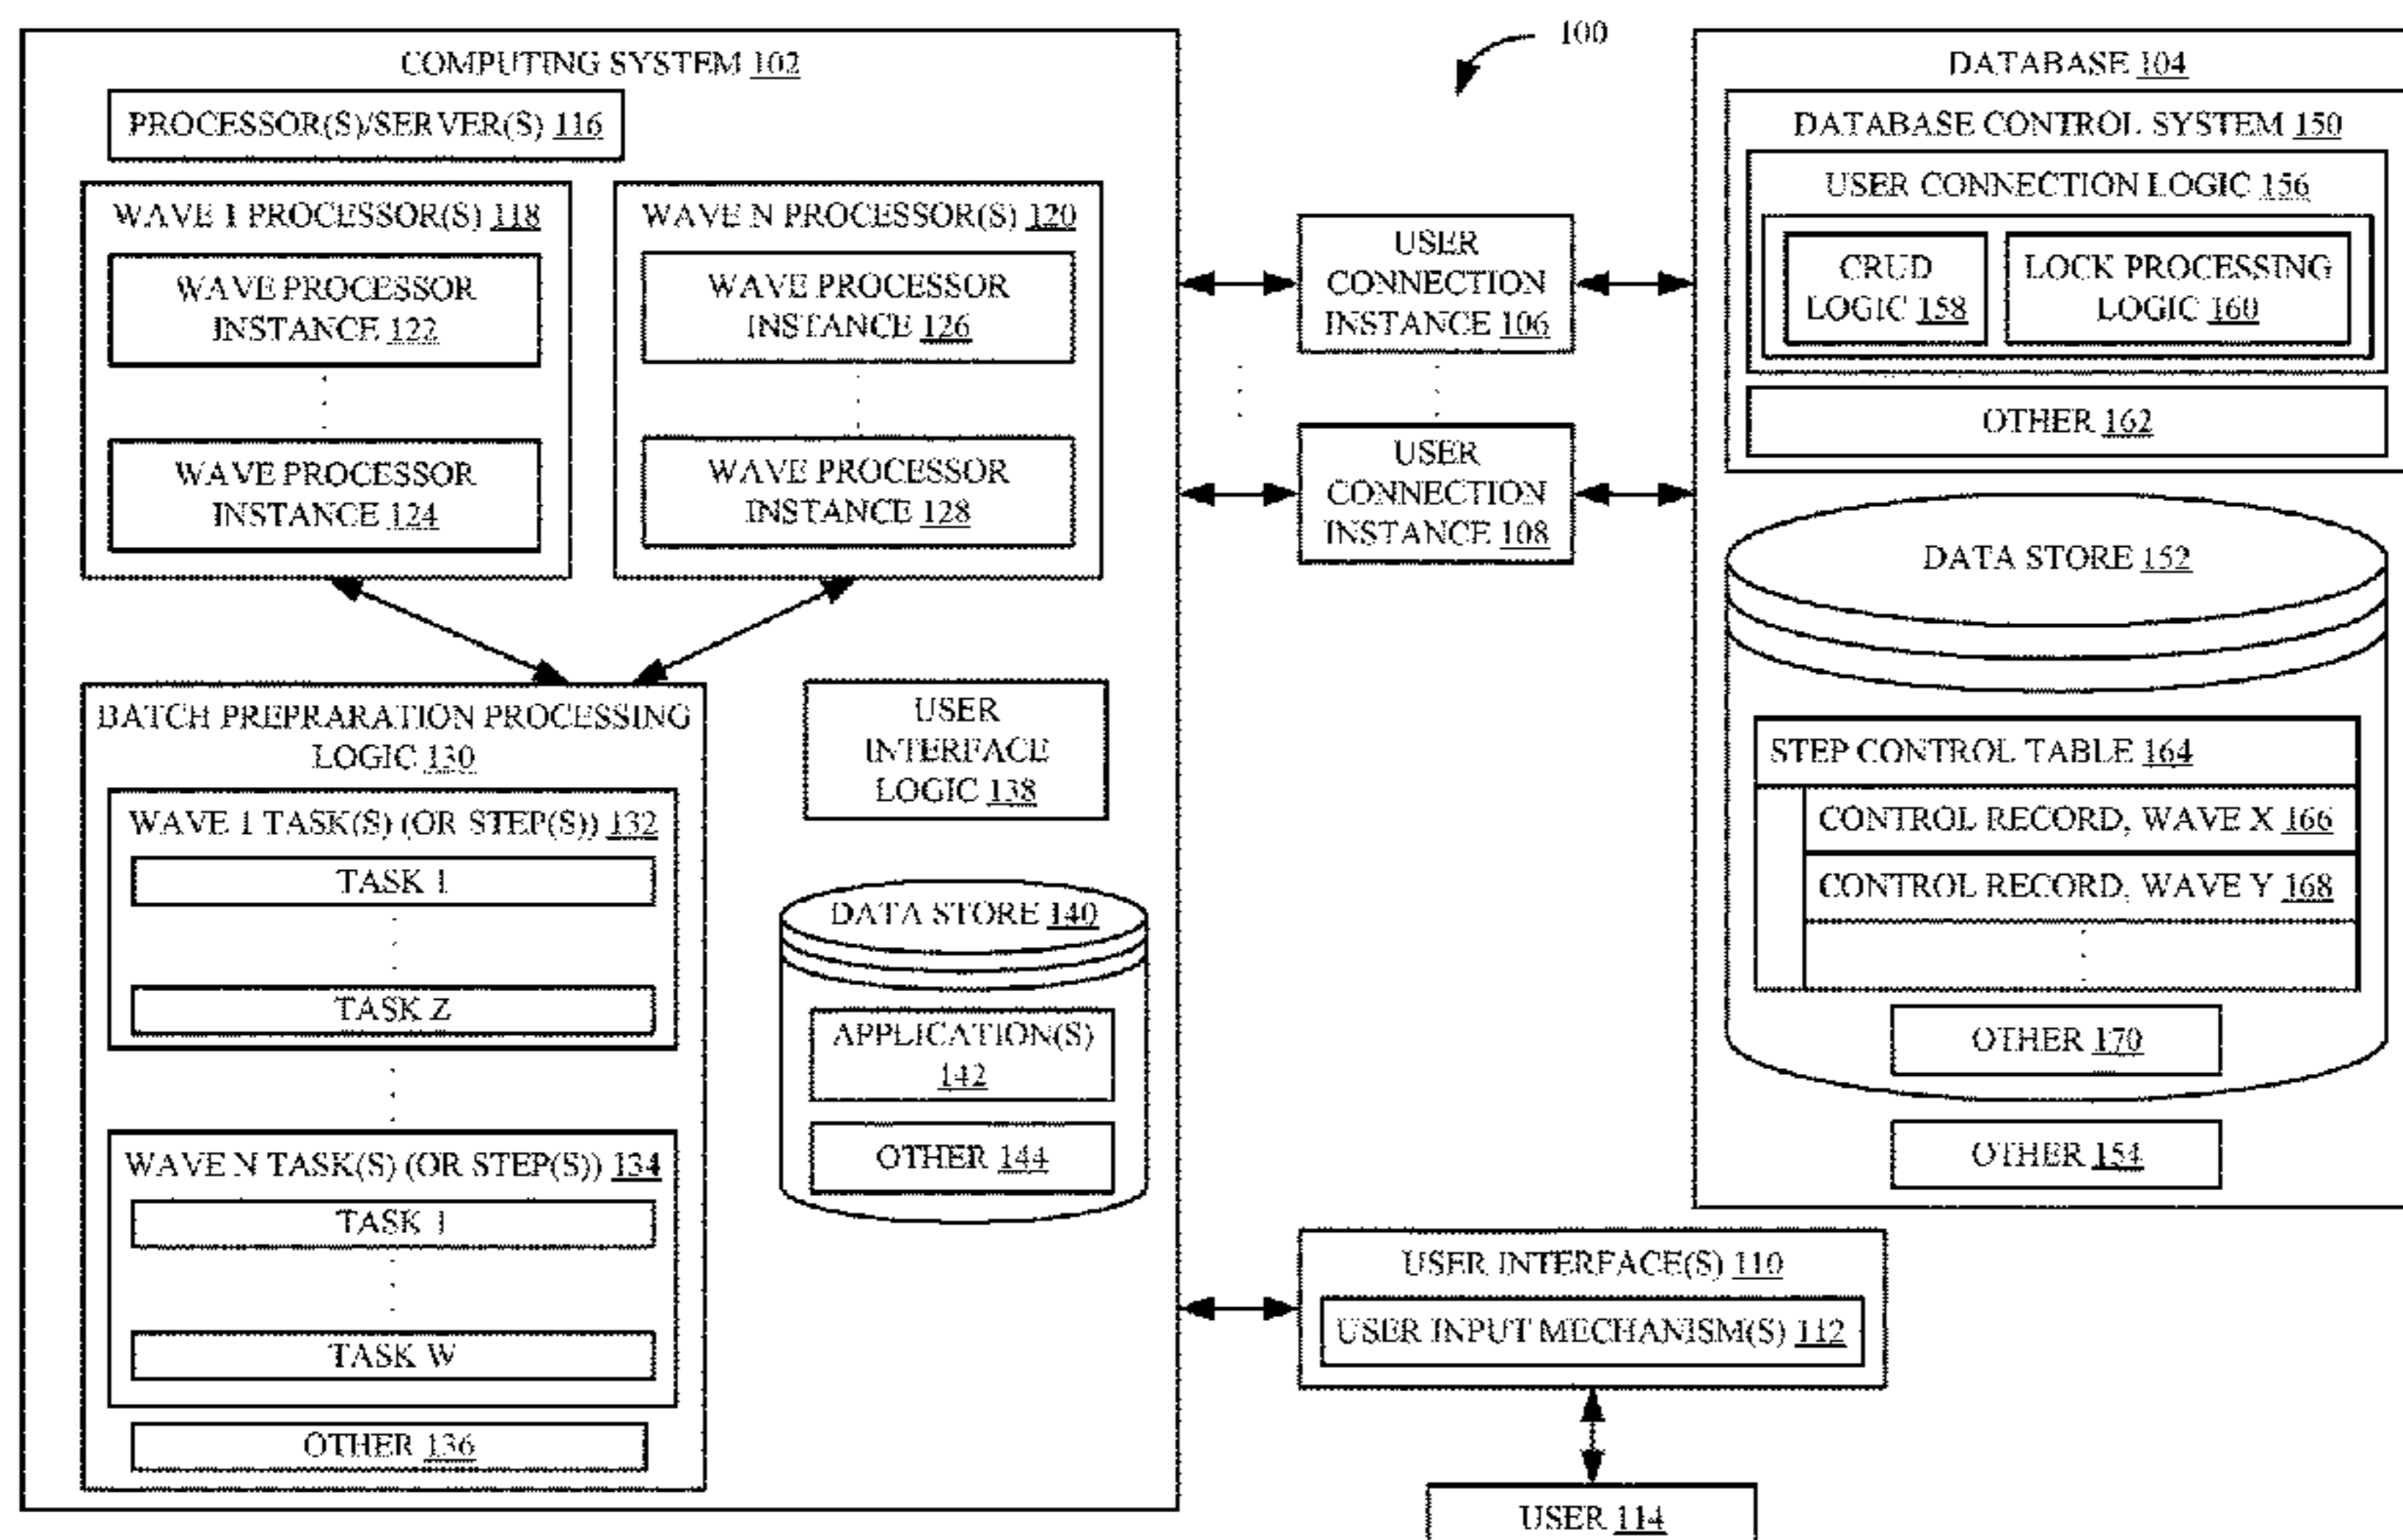 100
COMPUTING SYSTEM 102
PROCESSOR(S)/SERVER(S) 116
WAVE 1 PROCESSOR(S) 118
WAVE PROCESSOR
INSTANCE 122
WAVE PROCESSOR
INSTANCE 124
WAVE N PROCESSOR(S) 120
WAVE PROCESSOR
INSTANCE 126
WAVE PROCESSOR
INSTANCE 128
BATCH PREPRARATION PROCESSING
LOGIC 130
WAVE 1 TASK(S) (OR STEP(S)) 132
TASK 1
TASK Z
WAVE N TASK(S) (OR STEP(S)) 134
TASK 1
TASK W
OTHER 136
USER
INTERFACE
LOGIC 138
DATA STORE 140
APPLICATION(S)
142
OTHER 144
USER
CONNECTION
INSTANCE 106
USER
CONNECTION
INSTANCE 108
DATABASE 104
DATABASE CONTROL SYSTEM 150
USER CONNECTION LOGIC 156
CRUD
LOGIC 158
LOCK PROCESSING
LOGIC 160
OTHER 162
DATA STORE 152
STEP CONTROL TABLE 164
CONTROL RECORD, WAVE X 166
CONTROL RECORD, WAVE Y 168
OTHER 170
OTHER 154
USER INTERFACE(S) 110
USER INPUT MECHANISM(S) 112
USER 114